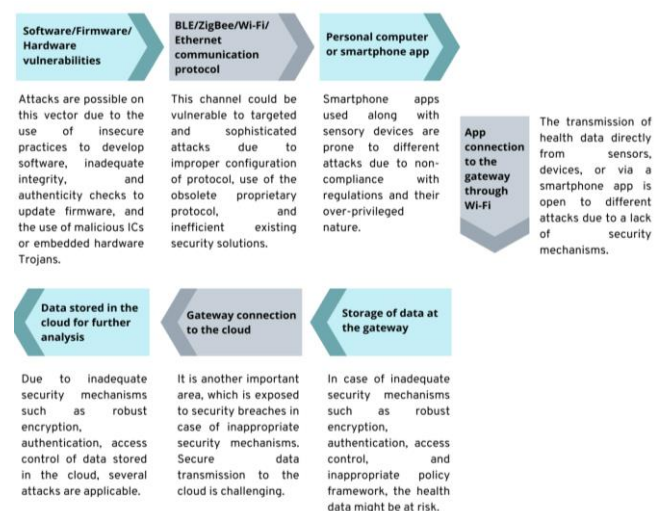 Software/Firmware/
Hardware
vulnerabilities
Attacks are possible on
this vector due to the
use of insecure
practices to develop
software, inadequate
integrity, and
authenticity checks to
update firmware, and
the use of malicious ICs
or embedded hardware
Trojans.
BLE/ZigBee/Wi-Fi/
Ethernet
communication
protocol
This channel could be
vulnerable to targeted
and sophisticated
attacks due to
improper configuration
of protocol, use of the
obsolete proprietary
protocol, and
inefficient existing
security solutions.
Personal computer
or smartphone app
Smartphone apps
used along with
sensory devices are
prone to different
attacks due to non-
compliance with
regulations and their
over-privileged
nature.
App
connection
to the
gateway
through
Wi-Fi
The transmission of
health data directly
from sensors,
devices, or via a
smartphone app is
open to different
attacks due to a lack
of security
mechanisms.
Data stored in the
cloud for further
analysis
Due to inadequate
security mechanisms
such as robust
encryption,
authentication, access
control of data stored
in the cloud, several
attacks are applicable.
Gateway connection
to the cloud
It is another important
area, which is exposed
to security breaches in
case of inappropriate
security mechanisms.
Secure data
transmission to the
cloud is challenging.
Storage of data at
the gateway
In case of inadequate
security mechanisms
such as robust
encryption,
authentication, access
control, and
inappropriate policy
framework, the health
data might be at risk.